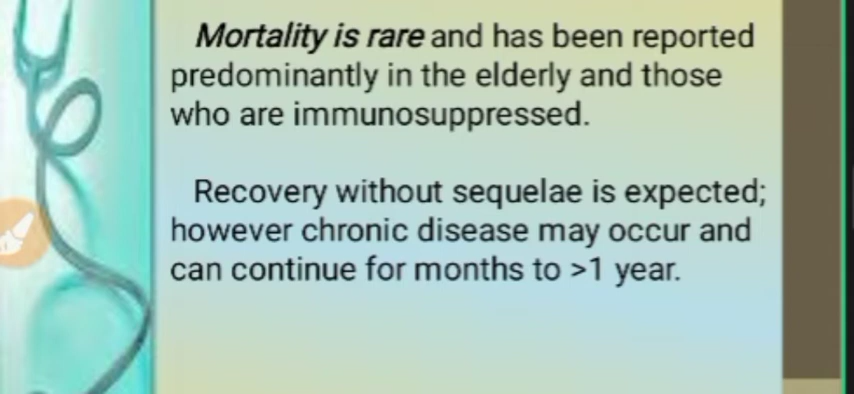 Mortality is rare and has been reported
predominantly in the elderly and those
who are immunosuppressed.
Recovery without sequelae is expected;
however chronic disease may occur and
can continue for months to >1 year.